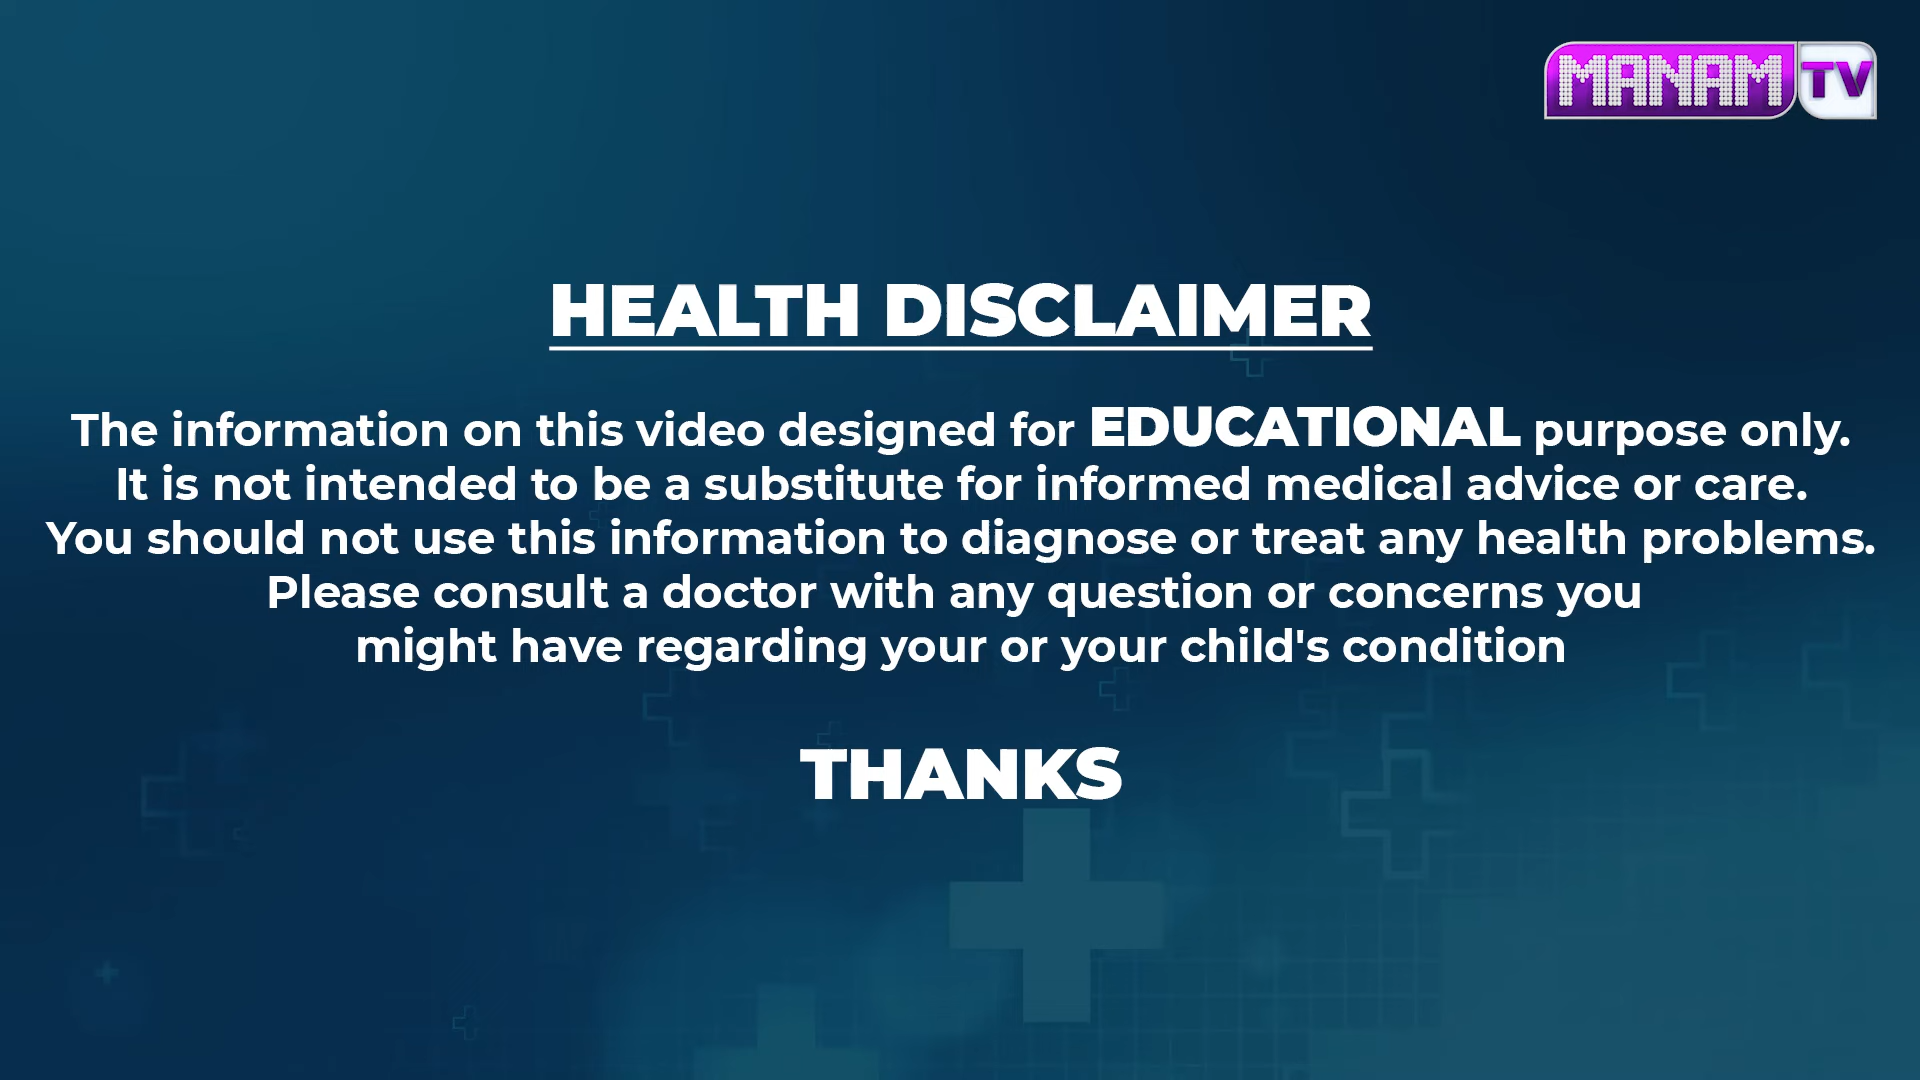 MANAM TV
HEALTH DISCLAIMER
The information on this video designed for EDUCATIONAL purpose only.
It is not intended to be a substitute for informed medical advice or care.
You should not use this information to diagnose or treat any health problems.
Please consult a doctor with any question or concerns you
might have regarding your or your child's condition
THANKS